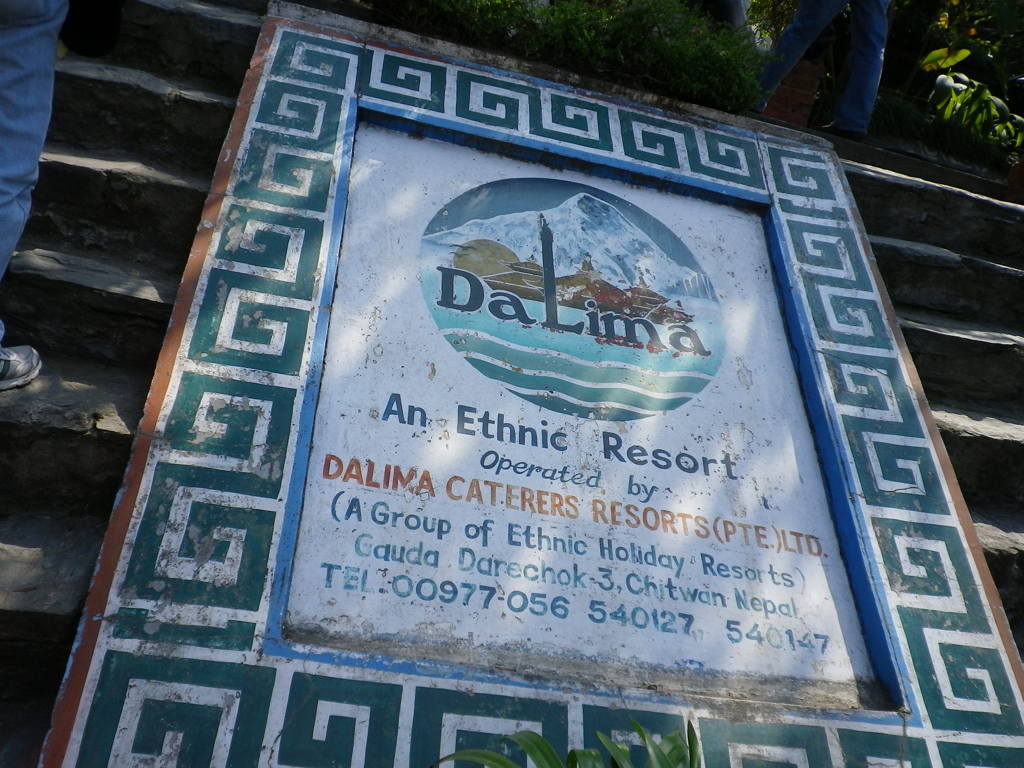 DaLima
An Ethnic Resort
Operated by
DALIMA CATERERS RESORTS(PTE.)LTD.
(A Group of Ethnic Holiday Resorts)
Gauda Darechok-3, Chitwan Nepal
TEL:00977-056 540127, 540147